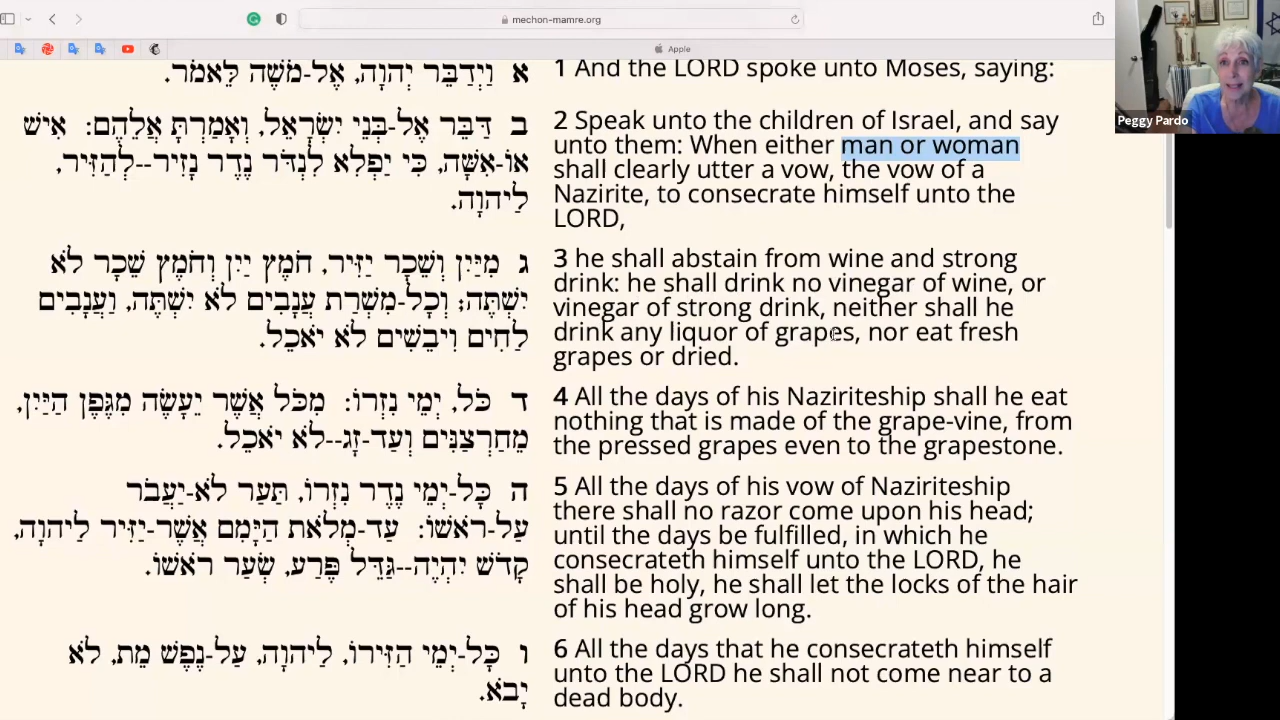 mechon-mamre.org
Apple
Peggy Pardo
א וַיְדַבֵּר יְהוָה, אֶל-מֹשֶׁה לֵּאמֹר.
1 And the LORD spoke unto Moses, saying:
ב דַּבֵּר אֶל-בְּנֵי יִשְׂרָאֵל, וְאָמַרְתָּ אֲלֵהֶם: אִישׁ
אוֹ-אִשָּׁה, כִּי יַפְלִא לִנְדֹּר נֶדֶר נָזִיר--לְהַזִּיר,
לַיהוָה.
2 Speak unto the children of Israel, and say
unto them: When either man or woman
shall clearly utter a vow, the vow of a
Nazirite, to consecrate himself unto the
LORD,
ג מִיַּיִן וְשֵׁכָר יַזִּיר, חֹמֶץ יַיִן וְחֹמֶץ שֵׁכָר לֹא
יִשְׁתֶּה; וְכָל-מִשְׁרַת עֲנָבִים לֹא יִשְׁתֶּה, וַעֲנָבִים
לַחִים וִיבֵשִׁים לֹא יֹאכֵל.
3 he shall abstain from wine and strong
drink: he shall drink no vinegar of wine, or
vinegar of strong drink, neither shall he
drink any liquor of grapes, nor eat fresh
grapes or dried.
ד כֹּל, יְמֵי נִזְרוֹ: מִכֹּל אֲשֶׁר יֵעָשֶׂה מִגֶּפֶן הַיַּיִן,
מֵחַרְצַנִּים וְעַד-זָג--לֹא יֹאכֵל.
4 All the days of his Naziriteship shall he eat
nothing that is made of the grape-vine, from
the pressed grapes even to the grapestone.
ה כָּל-יְמֵי נֶדֶר נִזְרוֹ, תַּעַר לֹא-יַעֲבֹר
עַל-רֹאשׁוֹ: עַד-מְלֹאת הַיָּמִם אֲשֶׁר-יַזִּיר לַיהוָה,
קָדֹשׁ יִהְיֶה--גַּדֵּל פֶּרַע, שְׂעַר רֹאשׁוֹ.
5 All the days of his vow of Naziriteship
there shall no razor come upon his head;
until the days be fulfilled, in which he
consecrateth himself unto the LORD, he
shall be holy, he shall let the locks of the hair
of his head grow long.
ו כָּל-יְמֵי הַזִּירוֹ, לַיהוָה, עַל-נֶפֶשׁ מֵת, לֹא
יָבֹא.
6 All the days that he consecrateth himself
unto the LORD he shall not come near to a
dead body.